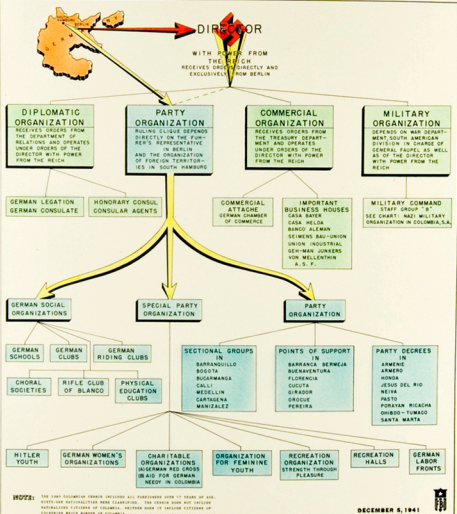 BERLIN
DIRECTOR
WITH POWER FROM
THE REICH
RECEIVES ORDERS DIRECTLY AND
EXCLUSIVELY FROM BERLIN
DIPLOMATIC
ORGANIZATION
RECEIVES ORDERS FROM
THE DEPARTMENT OF
RELATIONS AND OPERATES
UNDER ORDERS OF THE
DIRECTOR WITH POWER
FROM THE REICH
PARTY
ORGANIZATION
RULING CLIQUE DEPENDS
DIRECTLY ON THE FUH-
RER'S REPRESENTATIVE
IN BERLIN
AND THE ORGANIZATION
OF FOREIGN TERRITOR-
IES IN SOUTH HAMBURG
COMMERCIAL
ORGANIZATION
RECEIVES ORDERS FROM
THE TREASURY DEPART-
MENT AND OPERATES
UNDER ORDERS OF THE
DIRECTOR WITH POWER
FROM THE REICH
MILITARY
ORGANIZATION
DEPENDS ON WAR DEPART-
MENT, SOUTH AMERICAN
DIVISION IN CHARGE OF
GENERAL FAUPEL AS WELL
AS OF THE DIRECTOR
WITH POWER FROM THE
REICH
GERMAN LEGATION
GERMAN CONSULATE
HONORARY CONSUL
CONSULAR AGENTS
COMMERCIAL
ATTACHE
GERMAN CHAMBER
OF COMMERCE
IMPORTANT
BUSINESS HOUSES
CASA BAYER
CASA HELDA
BANCO ALEMAN
SEIMENS BAU-UNION
UNION INDUSTRIAL
GEH-MAN JUNKERS
VON MELLENTHIN
A. S. F.
MILITARY COMMAND
STAFF GROUP "B"
SEE CHART: NAZI MILITARY
ORGANIZATION IN COLOMBIA, S.A.
GERMAN SOCIAL
ORGANIZATIONS
SPECIAL PARTY
ORGANIZATION
PARTY
ORGANIZATION
GERMAN
SCHOOLS
GERMAN
CLUBS
GERMAN
RIDING CLUBS
CHORAL
SOCIETIES
RIFLE CLUB
OF BLANCO
PHYSICAL
EDUCATION
CLUBS
SECTIONAL GROUPS
IN
BARRANQUILLO
BOGOTA
BUCARMANGA
CALLI
MEDELLIN
CARTAGENA
MANIZALEZ
POINTS OF SUPPORT
IN
BARRANCA BERMEJA
BUENAVENTURA
FLORENCIA
CUCUTA
GIRADOR
OROCUE
PEREIRA
PARTY DECREES
IN
ARMENIE
ARMERO
HONDA
JESUS DEL RIO
NEIVA
PASTO
PORAYAN RICACHA
OHIBDO-TUMACO
SANTA MARTA
HITLER
YOUTH
GERMAN WOMEN'S
ORGANIZATIONS
CHARITABLE
ORGANIZATIONS
(A) GERMAN RED CROSS
(B) AID FOR GERMAN
NEEDY IN COLOMBIA
ORGANIZATION
FOR FEMININE
YOUTH
RECREATION
ORGANIZATION
STRENGTH THROUGH
PLEASURE
RECREATION
HALLS
GERMAN
LABOR
FRONTS
NOTE:
DECEMBER 5, 1941